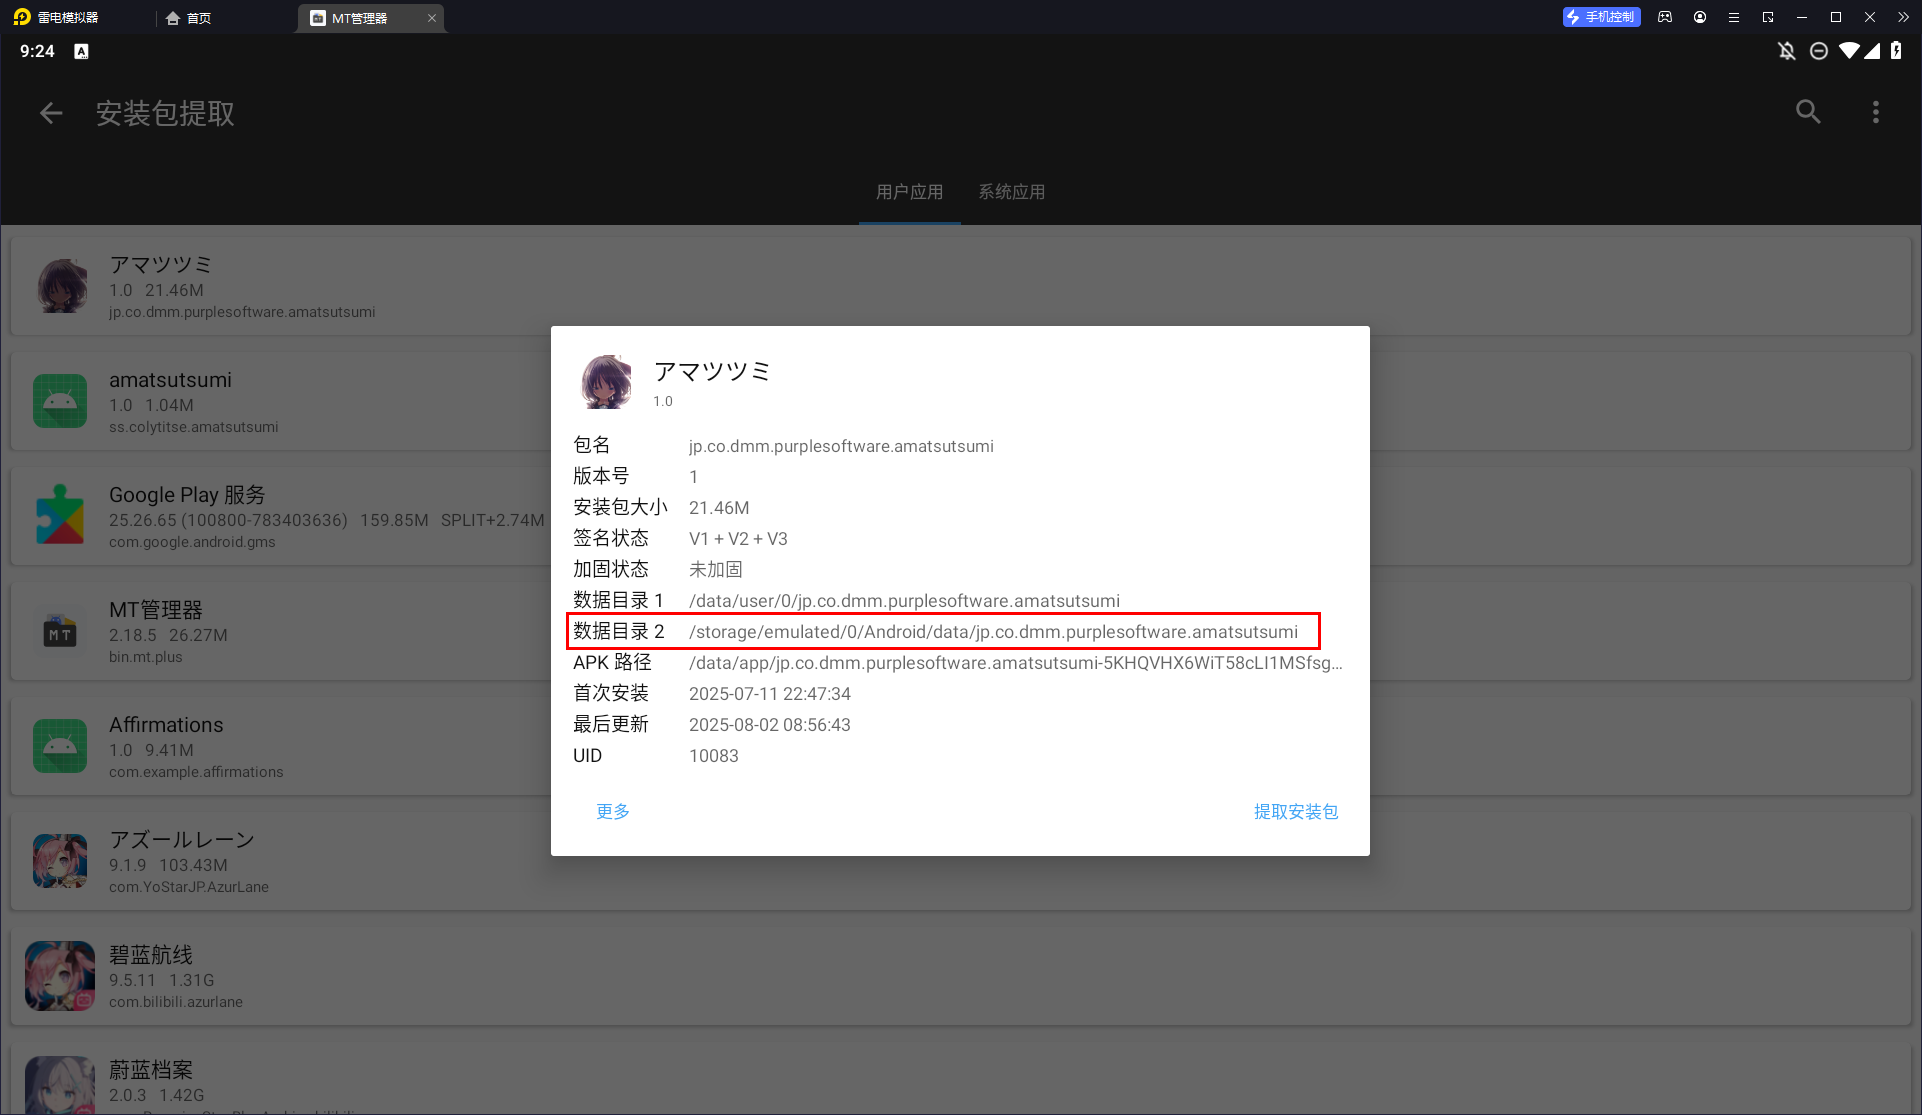 雷电模拟器
首页
MT管理器
手机控制
9:24
A
安装包提取
用户应用
系统应用
アマツツミ
1.0 21.46M
jp.co.dmm.purplesoftware.amatsutsumi
amatsutsumi
1.0 1.04M
ss.colytitse.amatsutsumi
Google Play 服务
25.26.65 (100800-783403636) 159.85M SPLIT+2.74M
com.google.android.gms
MT
MT管理器
2.18.5 26.27M
bin.mt.plus
Affirmations
1.0 9.41M
com.example.affirmations
アズールレーン
9.1.9 103.43M
com.YoStarJP.AzurLane
碧蓝航线
9.5.11 1.31G
com.bilibili.azurlane
蔚蓝档案
2.0.3 1.42G
アマツツミ
1.0
包名 jp.co.dmm.purplesoftware.amatsutsumi
版本号 1
安装包大小 21.46M
签名状态 V1 + V2 + V3
加固状态 未加固
数据目录 1 /data/user/0/jp.co.dmm.purplesoftware.amatsutsumi
数据目录 2 /storage/emulated/0/Android/data/jp.co.dmm.purplesoftware.amatsutsumi
APK 路径 /data/app/jp.co.dmm.purplesoftware.amatsutsumi-5KHQVHX6WiT58cLI1MSfsg...
首次安装 2025-07-11 22:47:34
最后更新 2025-08-02 08:56:43
UID 10083
更多
提取安装包